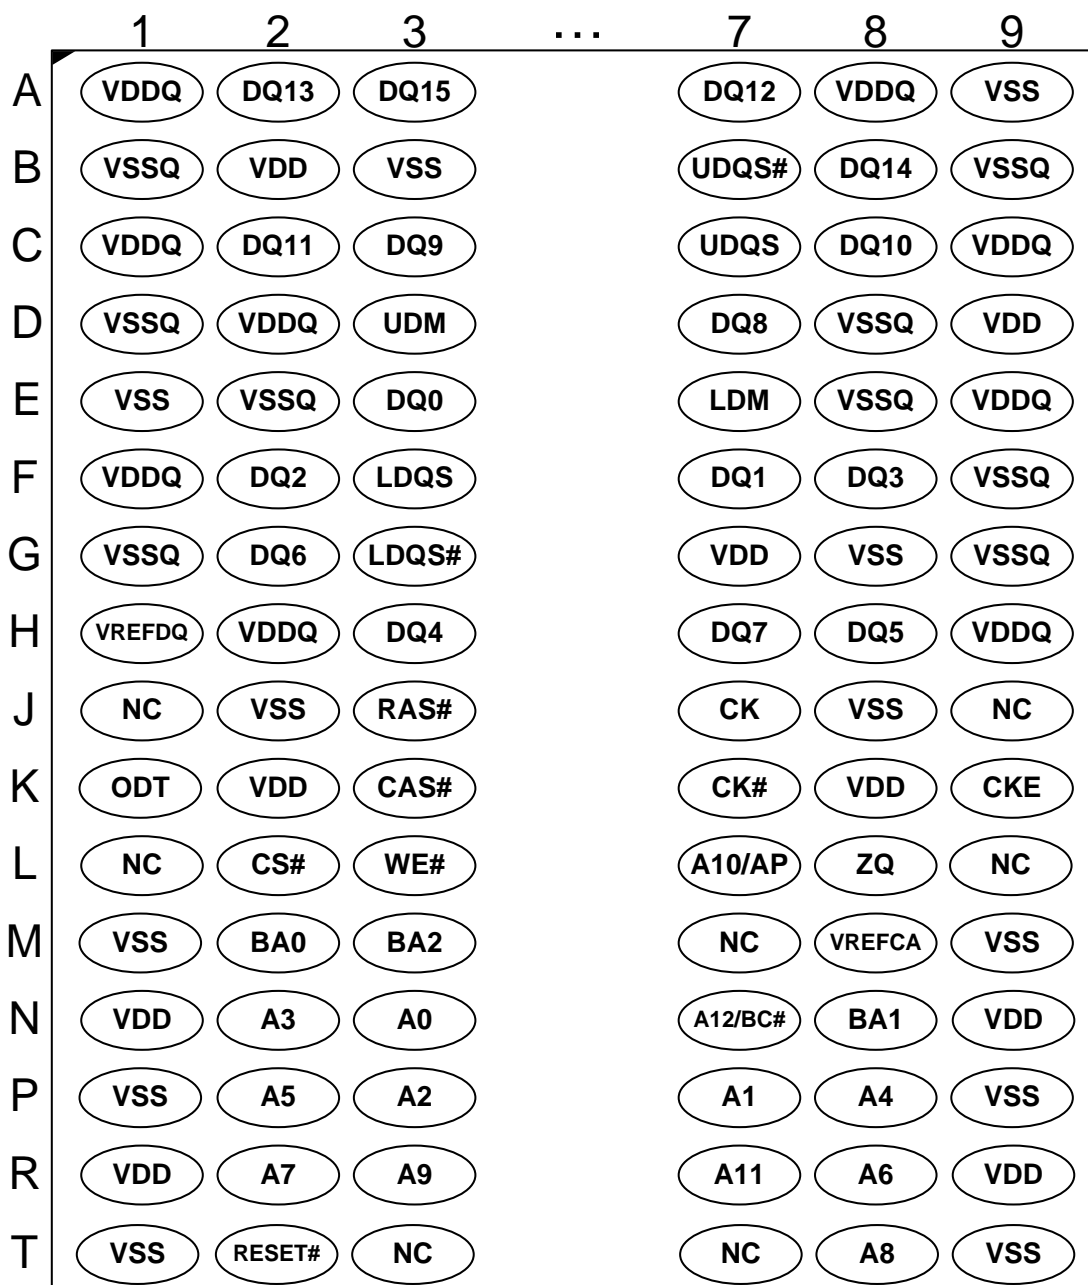 1 2 3 ... 7 8 9
A VDDQ DQ13 DQ15 DQ12 VDDQ VSS
B VSSQ VDD VSS UDQS# DQ14 VSSQ
C VDDQ DQ11 DQ9 UDQS DQ10 VDDQ
D VSSQ VDDQ UDM DQ8 VSSQ VDD
E VSS VSSQ DQ0 LDM VSSQ VDDQ
F VDDQ DQ2 LDQS DQ1 DQ3 VSSQ
G VSSQ DQ6 LDQS# VDD VSS VSSQ
H VREFDQ VDDQ DQ4 DQ7 DQ5 VDDQ
J NC VSS RAS# CK VSS NC
K ODT VDD CAS# CK# VDD CKE
L NC CS# WE# A10/AP ZQ NC
M VSS BA0 BA2 NC VREFCA VSS
N VDD A3 A0 A12/BC# BA1 VDD
P VSS A5 A2 A1 A4 VSS
R VDD A7 A9 A11 A6 VDD
T VSS RESET# NC NC A8 VSS